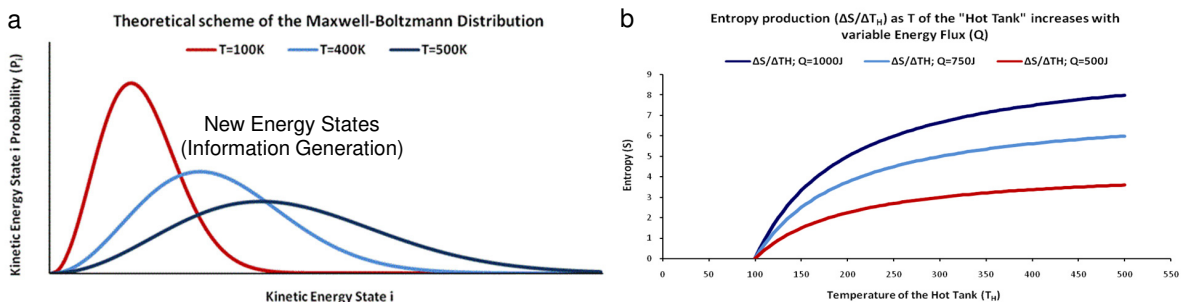 a
Theoretical scheme of the Maxwell-Boltzmann Distribution
T=100K T=400K T=500K
Kinetic Energy State i Probability (Pi)
New Energy States
(Information Generation)
Kinetic Energy State i
b
Entropy production (ΔS/ΔTH) as T of the "Hot Tank" increases with
variable Energy Flux (Q)
ΔS/ΔTH; Q=1000J ΔS/ΔTH; Q=750J ΔS/ΔTH; Q=500J
Entropy (S)
9
8
7
6
5
4
3
2
1
0
0 50 100 150 200 250 300 350 400 450 500 550
Temperature of the Hot Tank (TH)